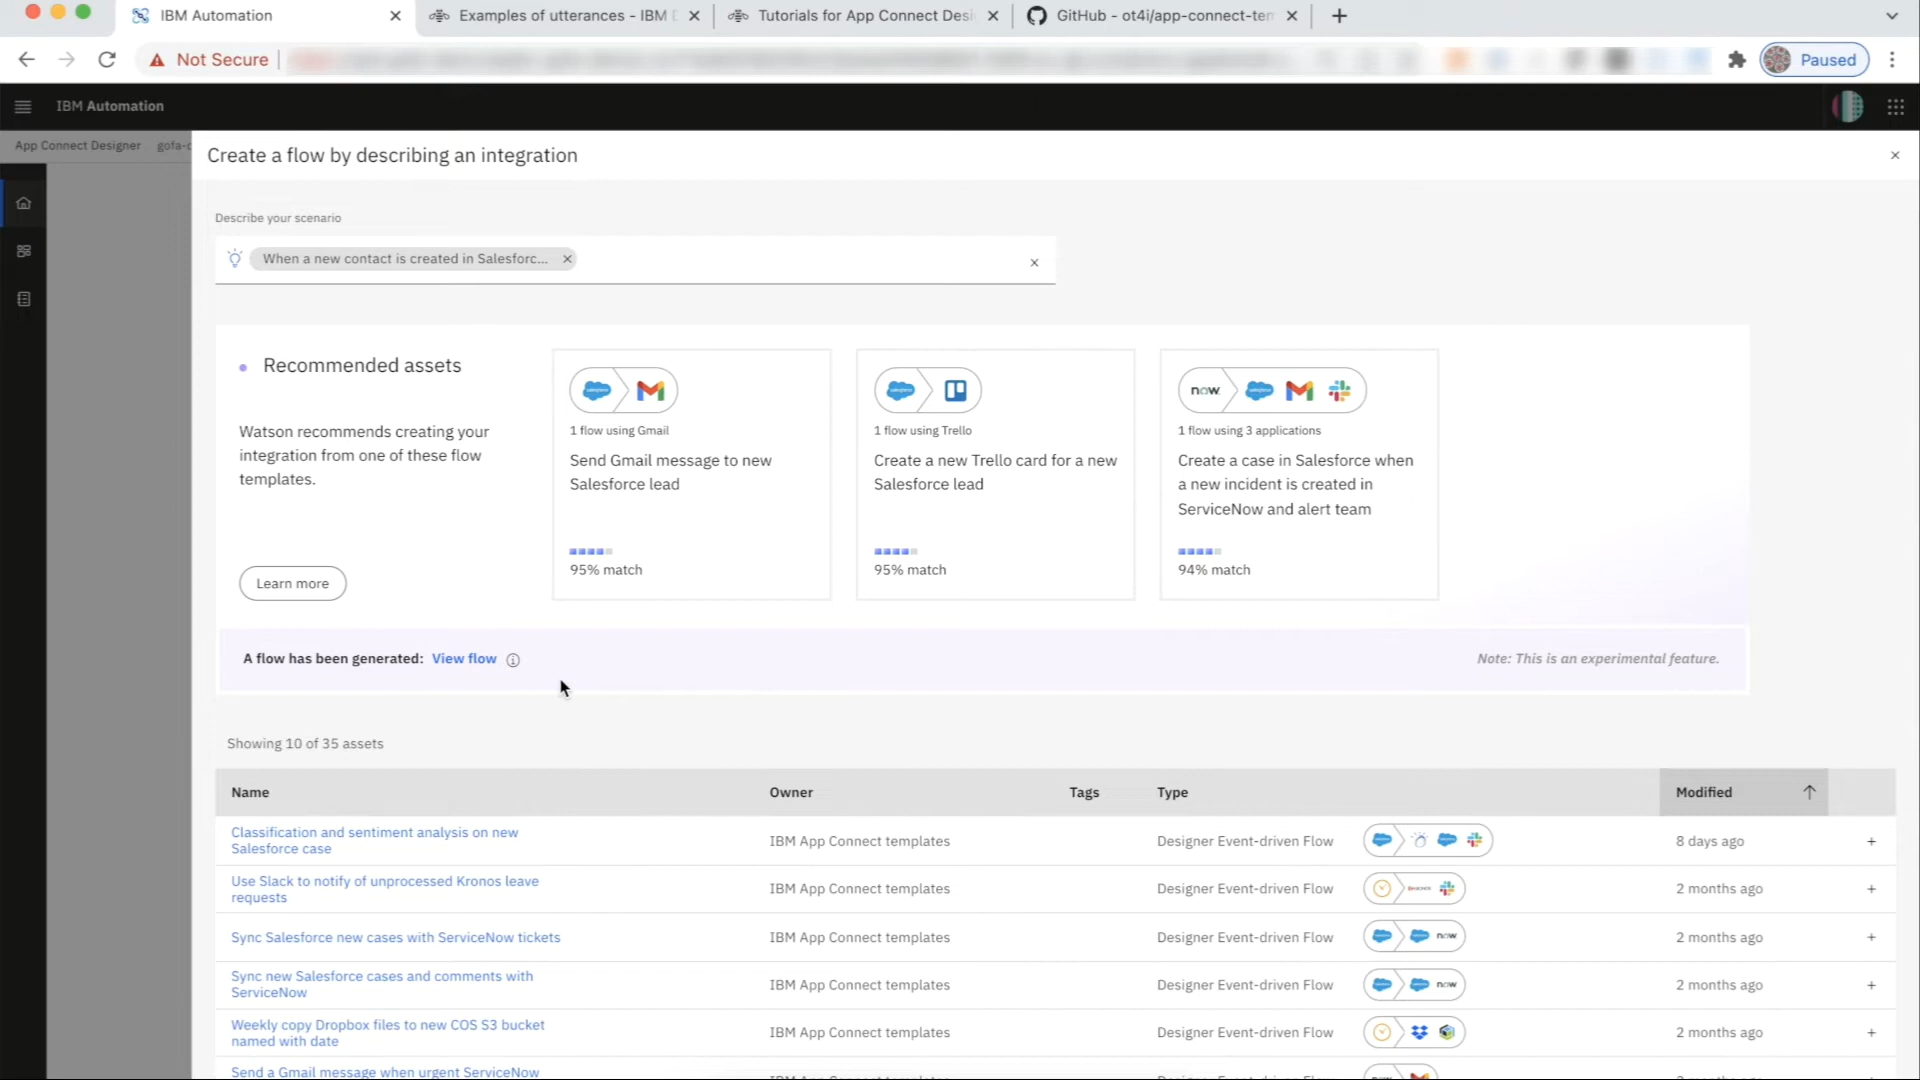 IBM Automation
Examples of utterances - IBM
Tutorials for App Connect Desi
GitHub - ot4i/app-connect-tem
Not Secure
Paused
IBM Automation
App Connect Designer
gofa-c
Create a flow by describing an integration
Describe your scenario
When a new contact is created in Salesforc...
Recommended assets
Watson recommends creating your
integration from one of these flow
templates.
Learn more
1 flow using Gmail
Send Gmail message to new
Salesforce lead
95% match
1 flow using Trello
Create a new Trello card for a new
Salesforce lead
95% match
now
1 flow using 3 applications
Create a case in Salesforce when
a new incident is created in
ServiceNow and alert team
94% match
A flow has been generated: View flow
Note: This is an experimental feature.
Showing 10 of 35 assets
Name Owner Tags Type Modified
Classification and sentiment analysis on new
Salesforce case
IBM App Connect templates Designer Event-driven Flow 8 days ago
Use Slack to notify of unprocessed Kronos leave
requests
IBM App Connect templates Designer Event-driven Flow 2 months ago
Sync Salesforce new cases with ServiceNow tickets
IBM App Connect templates Designer Event-driven Flow now 2 months ago
Sync new Salesforce cases and comments with
ServiceNow
IBM App Connect templates Designer Event-driven Flow now 2 months ago
Weekly copy Dropbox files to new COS S3 bucket
named with date
IBM App Connect templates Designer Event-driven Flow 2 months ago
Send a Gmail message when urgent ServiceNow